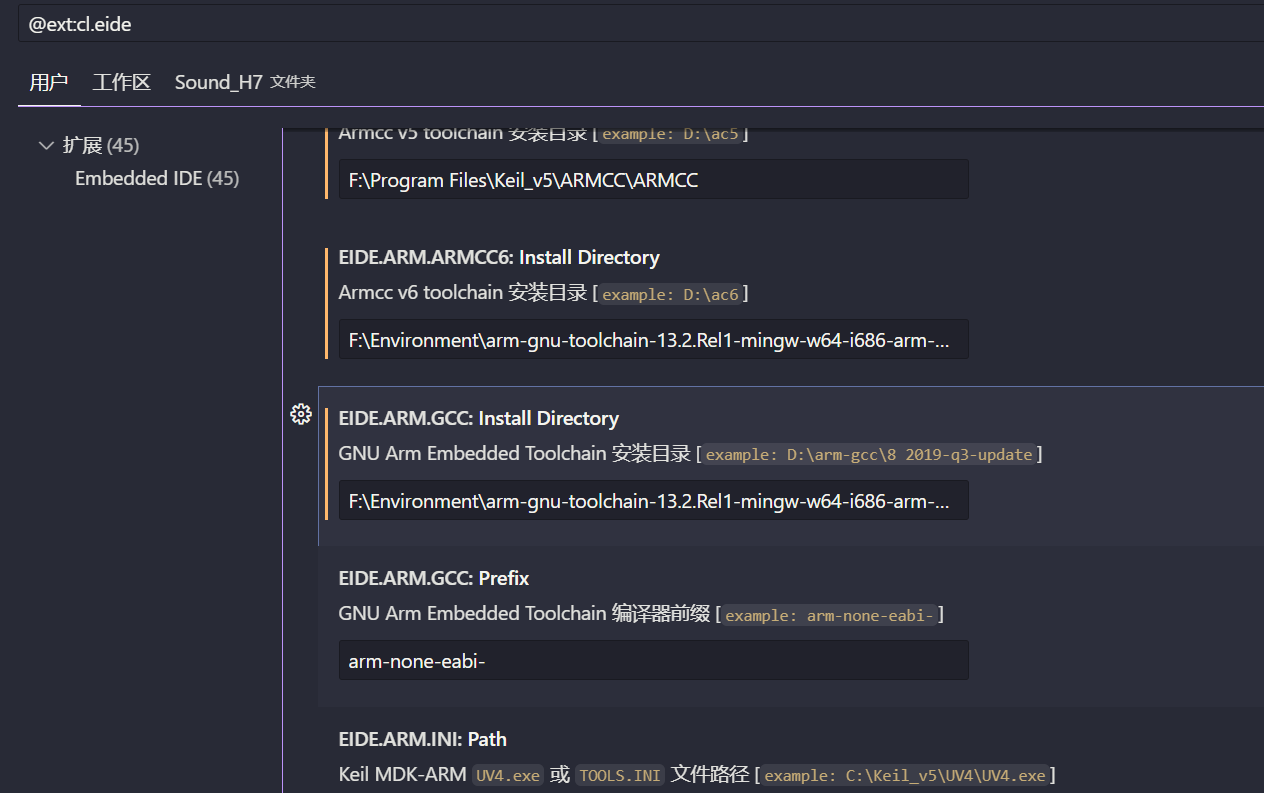 @ext:cl.eide
用户 工作区 Sound_H7 文件夹
扩展 (45)
Embedded IDE (45)
Armcc v5 toolchain 安装目录 [example: D:\ac5]
F:\Program Files\Keil_v5\ARMCC\ARMCC
EIDE.ARM.ARMCC6: Install Directory
Armcc v6 toolchain 安装目录 [example: D:\ac6]
F:\Environment\arm-gnu-toolchain-13.2.Rel1-mingw-w64-i686-arm-...
EIDE.ARM.GCC: Install Directory
GNU Arm Embedded Toolchain 安装目录 [example: D:\arm-gcc\8 2019-q3-update]
F:\Environment\arm-gnu-toolchain-13.2.Rel1-mingw-w64-i686-arm-...
EIDE.ARM.GCC: Prefix
GNU Arm Embedded Toolchain 编译器前缀 [example: arm-none-eabi-]
arm-none-eabi-
EIDE.ARM.INI: Path
Keil MDK-ARM UV4.exe 或 TOOLS.INI 文件路径 [example: C:\Keil_v5\UV4\UV4.exe]